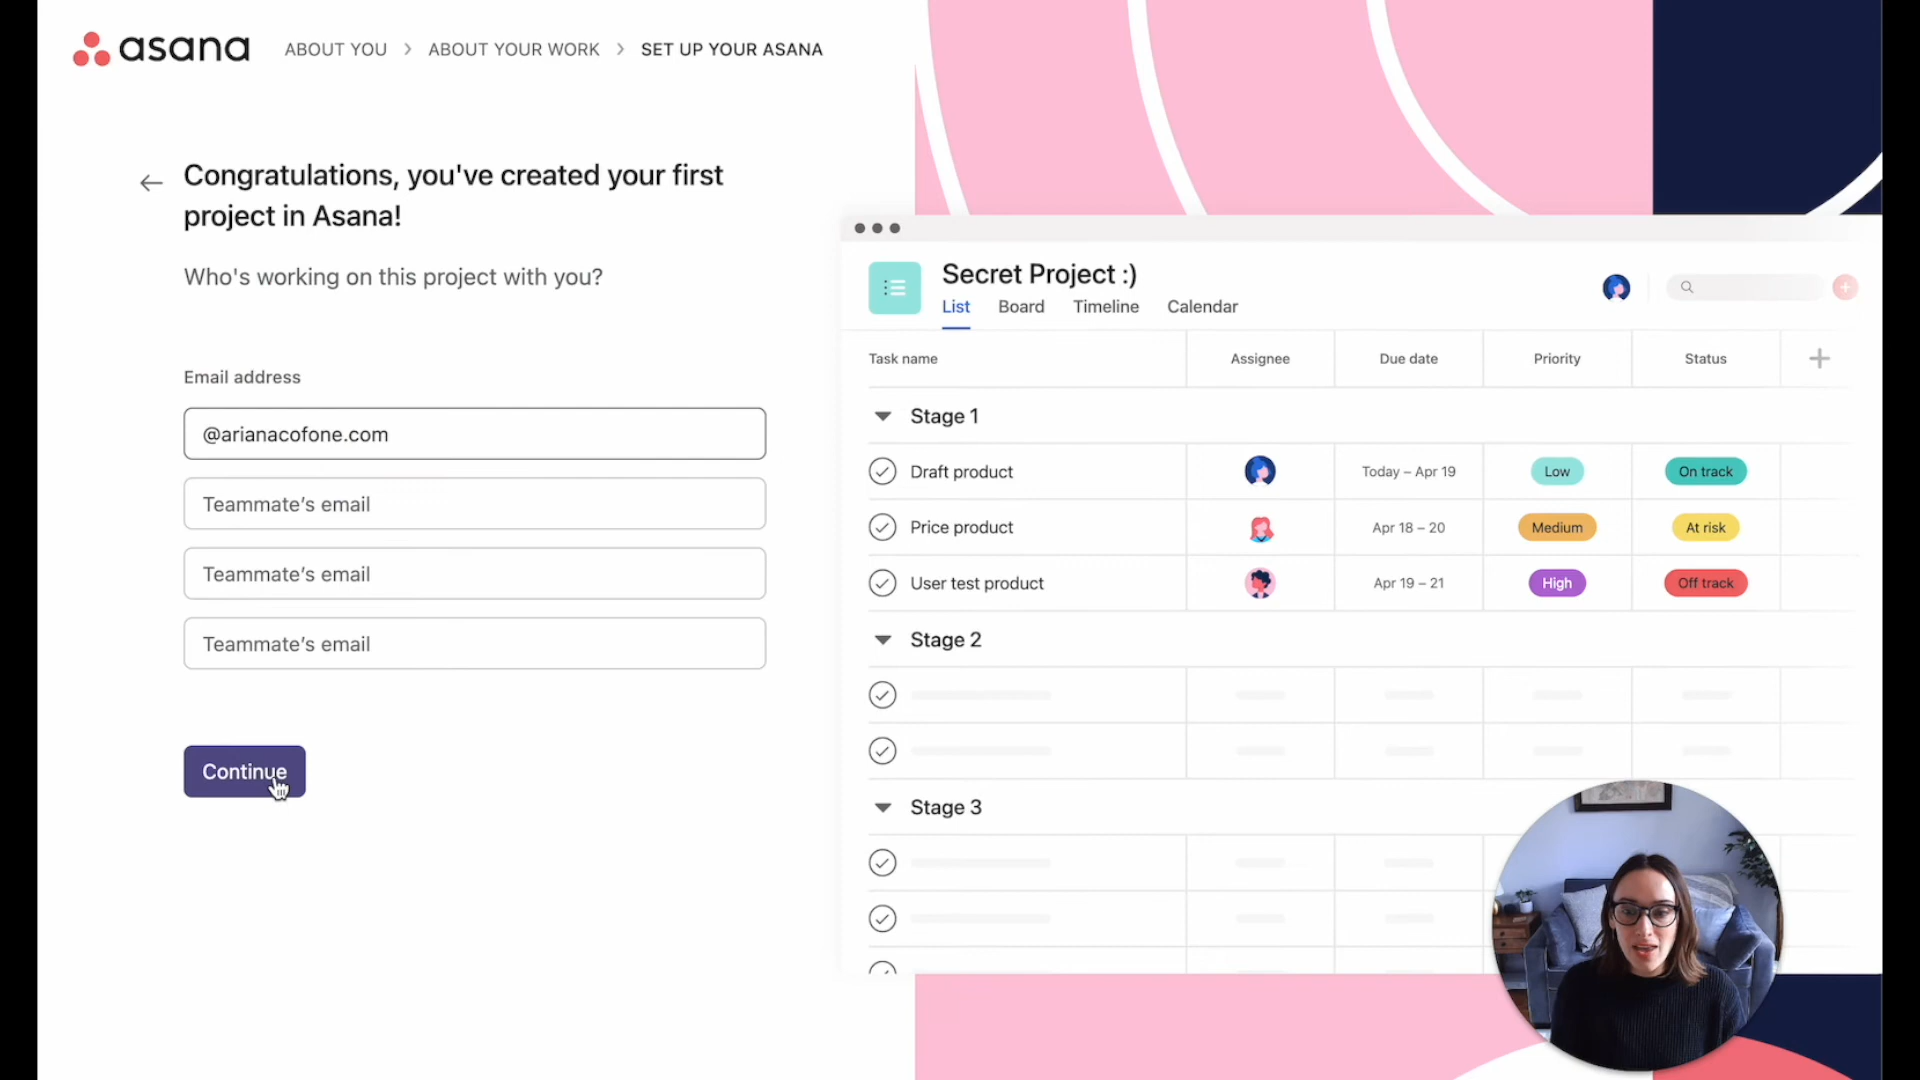 asana
ABOUT YOU > ABOUT YOUR WORK > SET UP YOUR ASANA
Congratulations, you've created your first
project in Asana!
Who's working on this project with you?
Email address
@arianacofone.com
Teammate's email
Teammate's email
Teammate's email
Continue
Secret Project :)
List Board Timeline Calendar
Task name Assignee Due date Priority Status
Stage 1
Draft product Today – Apr 19 Low On track
Price product Apr 18 – 20 Medium At risk
User test product Apr 19 – 21 High Off track
Stage 2
Stage 3